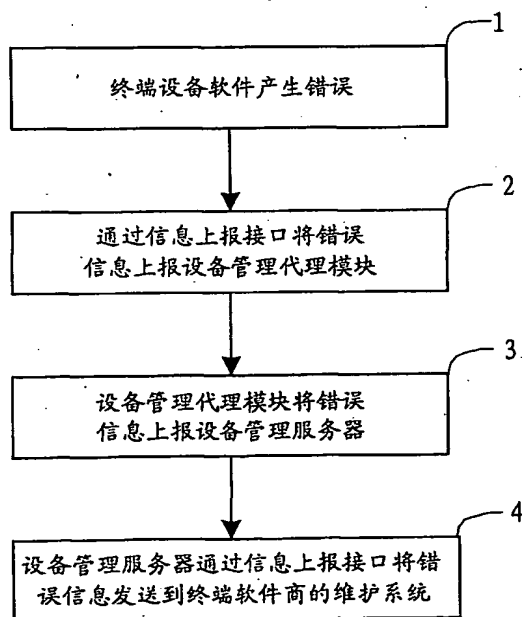 1
终端设备软件产生错误
2
通过信息上报接口将错误
信息上报设备管理代理模块
3
设备管理代理模块将错误
信息上报设备管理服务器
4
设备管理服务器通过信息上报接口将错
误信息发送到终端软件商的维护系统